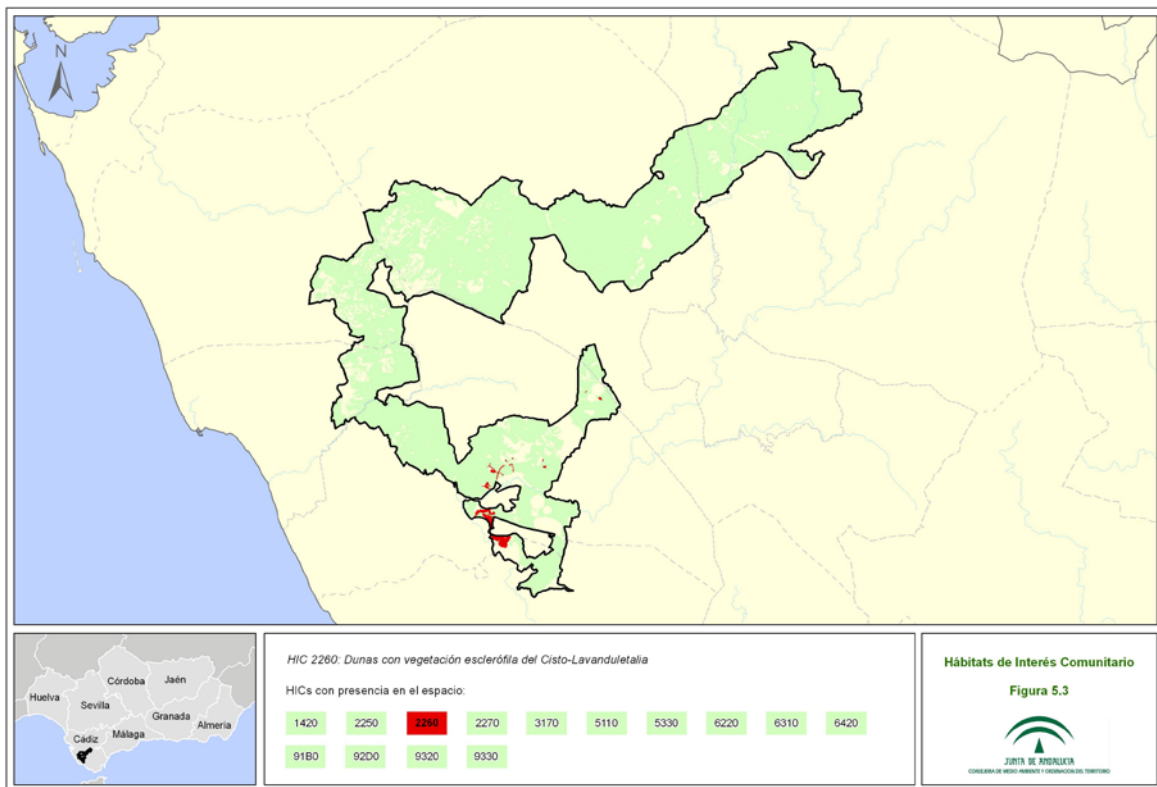 N
Huelva
Sevilla
Córdoba
Jaén
Granada
Almería
Málaga
Cádiz
HIC 2260: Dunas con vegetación esclerófila del Cisto-Lavanduletalia
HICs con presencia en el espacio:
1420 2250 2260 2270 3170 5110 5330 6220 6310 6420
91B0 92D0 9320 9330
Hábitats de Interés Comunitario
Figura 5.3
JUNTA DE ANDALUCIA
CONSEJERIA DE MEDIO AMBIENTE Y ORDENACION DEL TERRITORIO